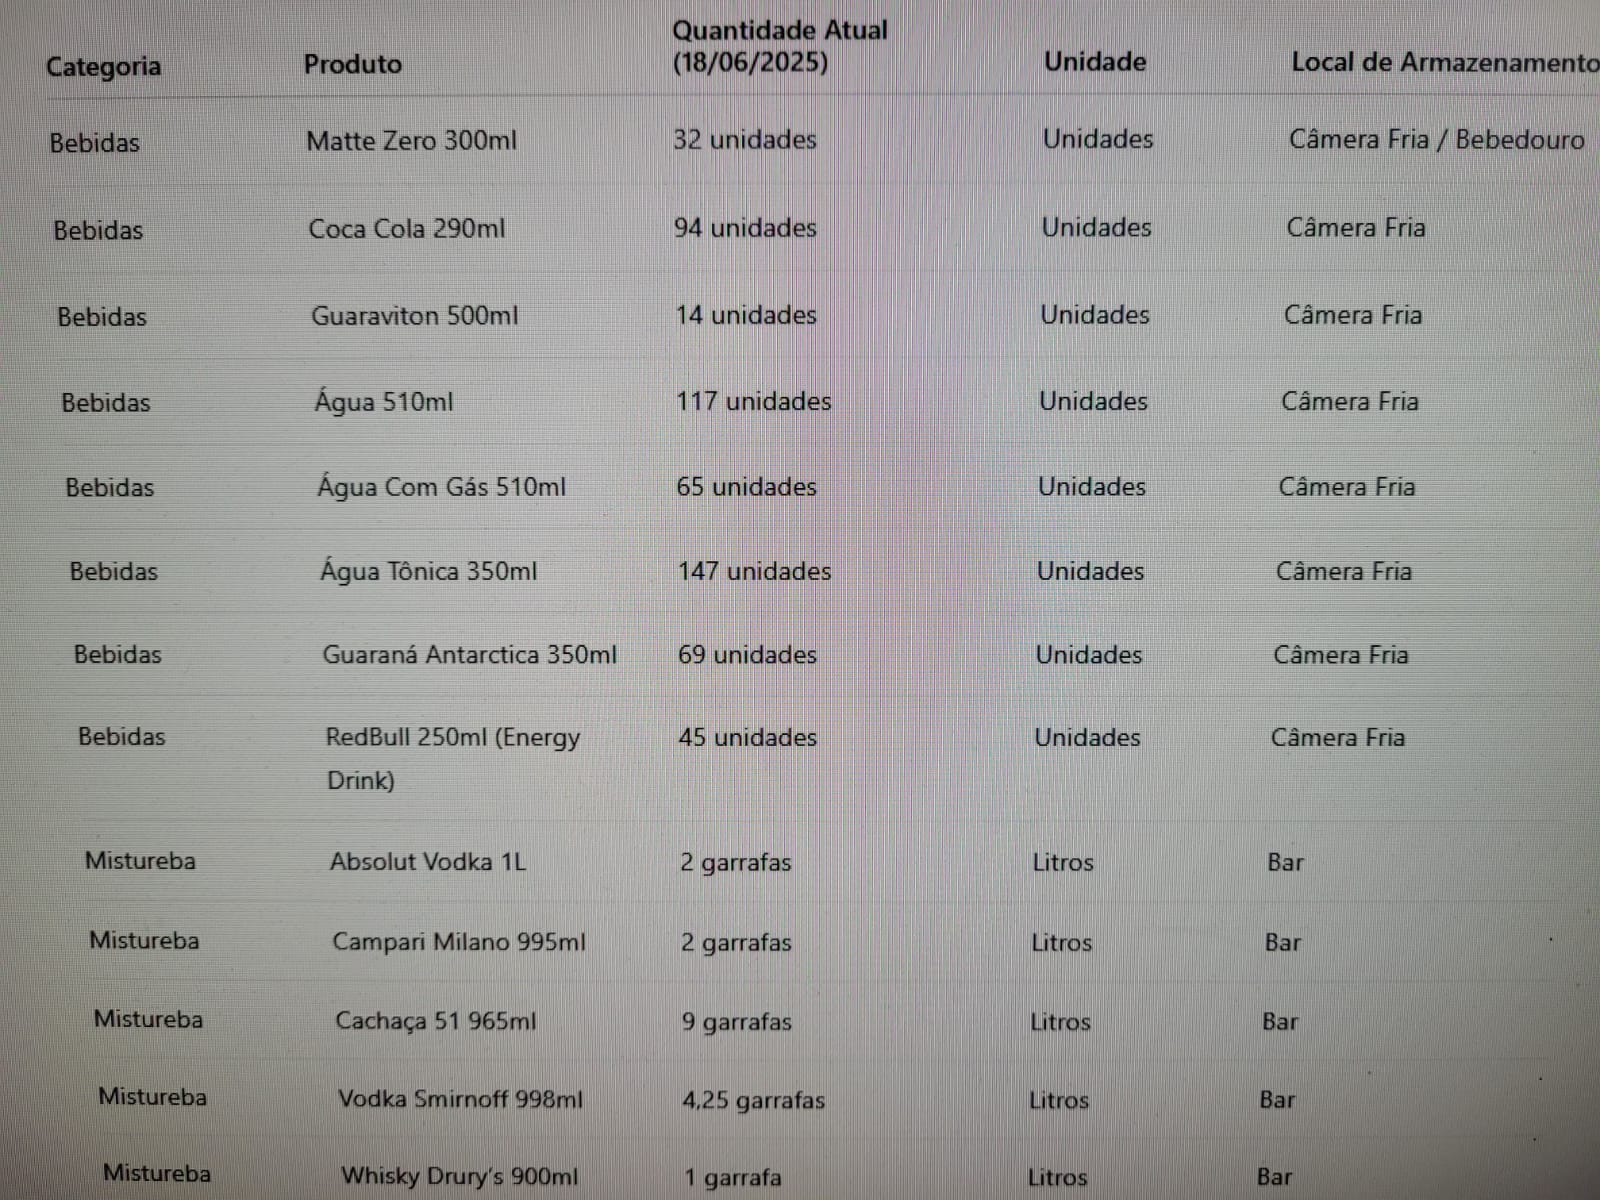 Categoria Produto Quantidade Atual (18/06/2025) Unidade Local de Armazenamento
Bebidas Matte Zero 300ml 32 unidades Unidades Câmera Fria / Bebedouro
Bebidas Coca Cola 290ml 94 unidades Unidades Câmera Fria
Bebidas Guaraviton 500ml 14 unidades Unidades Câmera Fria
Bebidas Água 510ml 117 unidades Unidades Câmera Fria
Bebidas Água Com Gás 510ml 65 unidades Unidades Câmera Fria
Bebidas Água Tônica 350ml 147 unidades Unidades Câmera Fria
Bebidas Guaraná Antarctica 350ml 69 unidades Unidades Câmera Fria
Bebidas RedBull 250ml (Energy Drink) 45 unidades Unidades Câmera Fria
Mistureba Absolut Vodka 1L 2 garrafas Litros Bar
Mistureba Campari Milano 995ml 2 garrafas Litros Bar
Mistureba Cachaça 51 965ml 9 garrafas Litros Bar
Mistureba Vodka Smirnoff 998ml 4,25 garrafas Litros Bar
Mistureba Whisky Drury's 900ml 1 garrafa Litros Bar